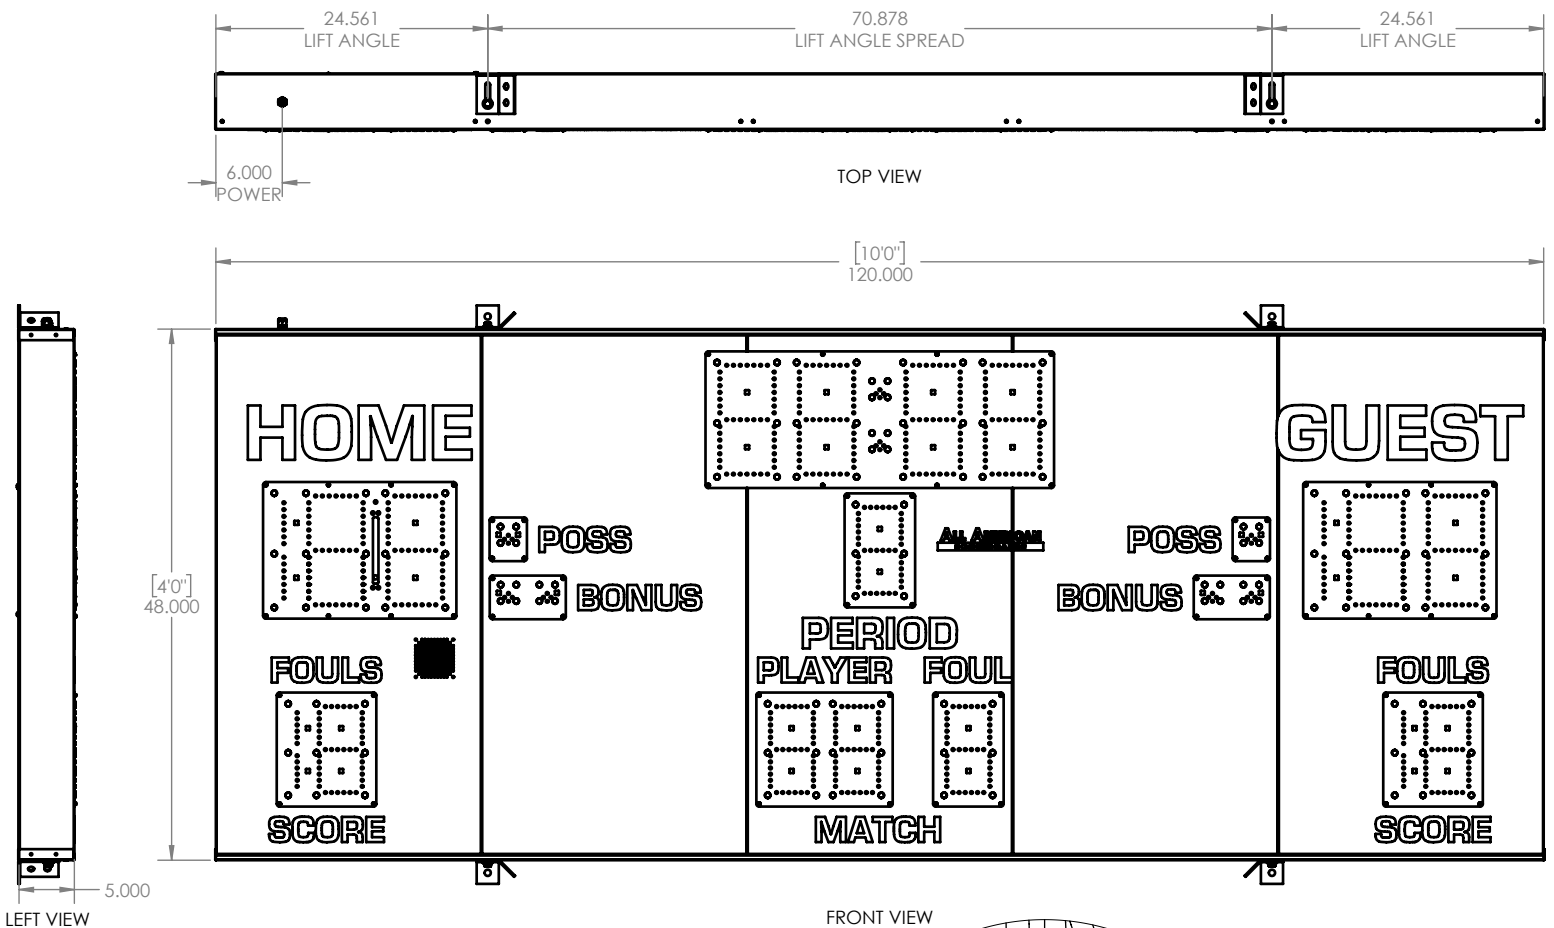 24.561
LIFT ANGLE
70.878
LIFT ANGLE SPREAD
24.561
LIFT ANGLE
6.000
POWER
TOP VIEW
[10'0"]
120.000
HOME
GUEST
POSS
ALL AMERICAN
POSS
[4'0"]
48.000
BONUS
BONUS
PERIOD
FOULS
PLAYER FOUL
FOULS
SCORE
MATCH
SCORE
5.000
LEFT VIEW
FRONT VIEW